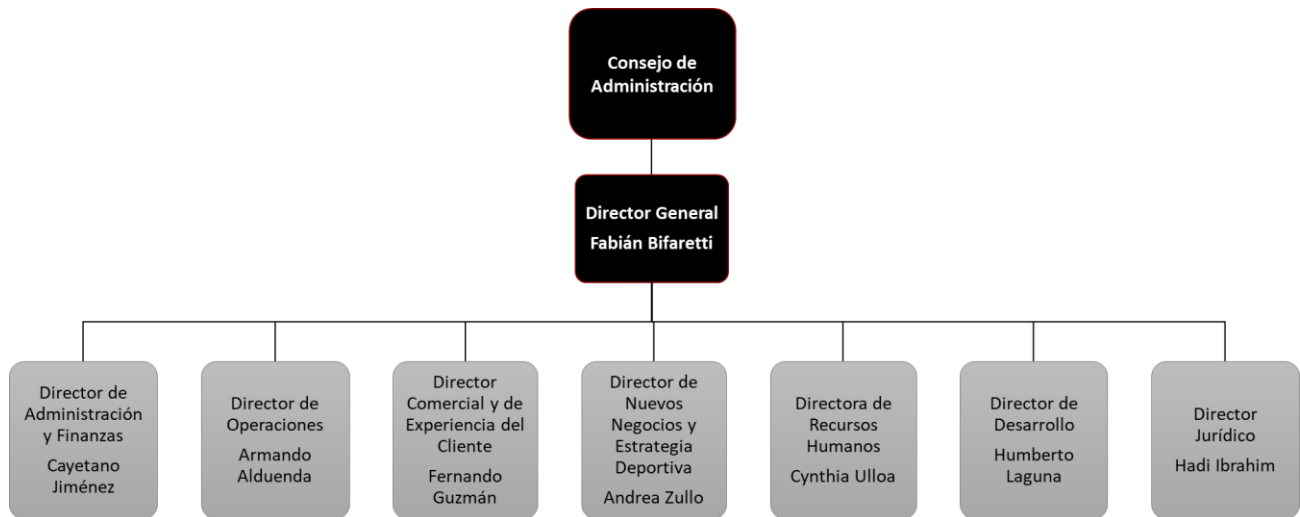 Consejo de
Administración
Director General
Fabián Bifaretti
Director de
Administración
y Finanzas
Cayetano
Jiménez
Director de
Operaciones
Armando
Alduenda
Director
Comercial y de
Experiencia del
Cliente
Fernando
Guzmán
Director de
Nuevos
Negocios y
Estrategia
Deportiva
Andrea Zullo
Directora de
Recursos
Humanos
Cynthia Ulloa
Director de
Desarrollo
Humberto
Laguna
Director
Jurídico
Hadi Ibrahim